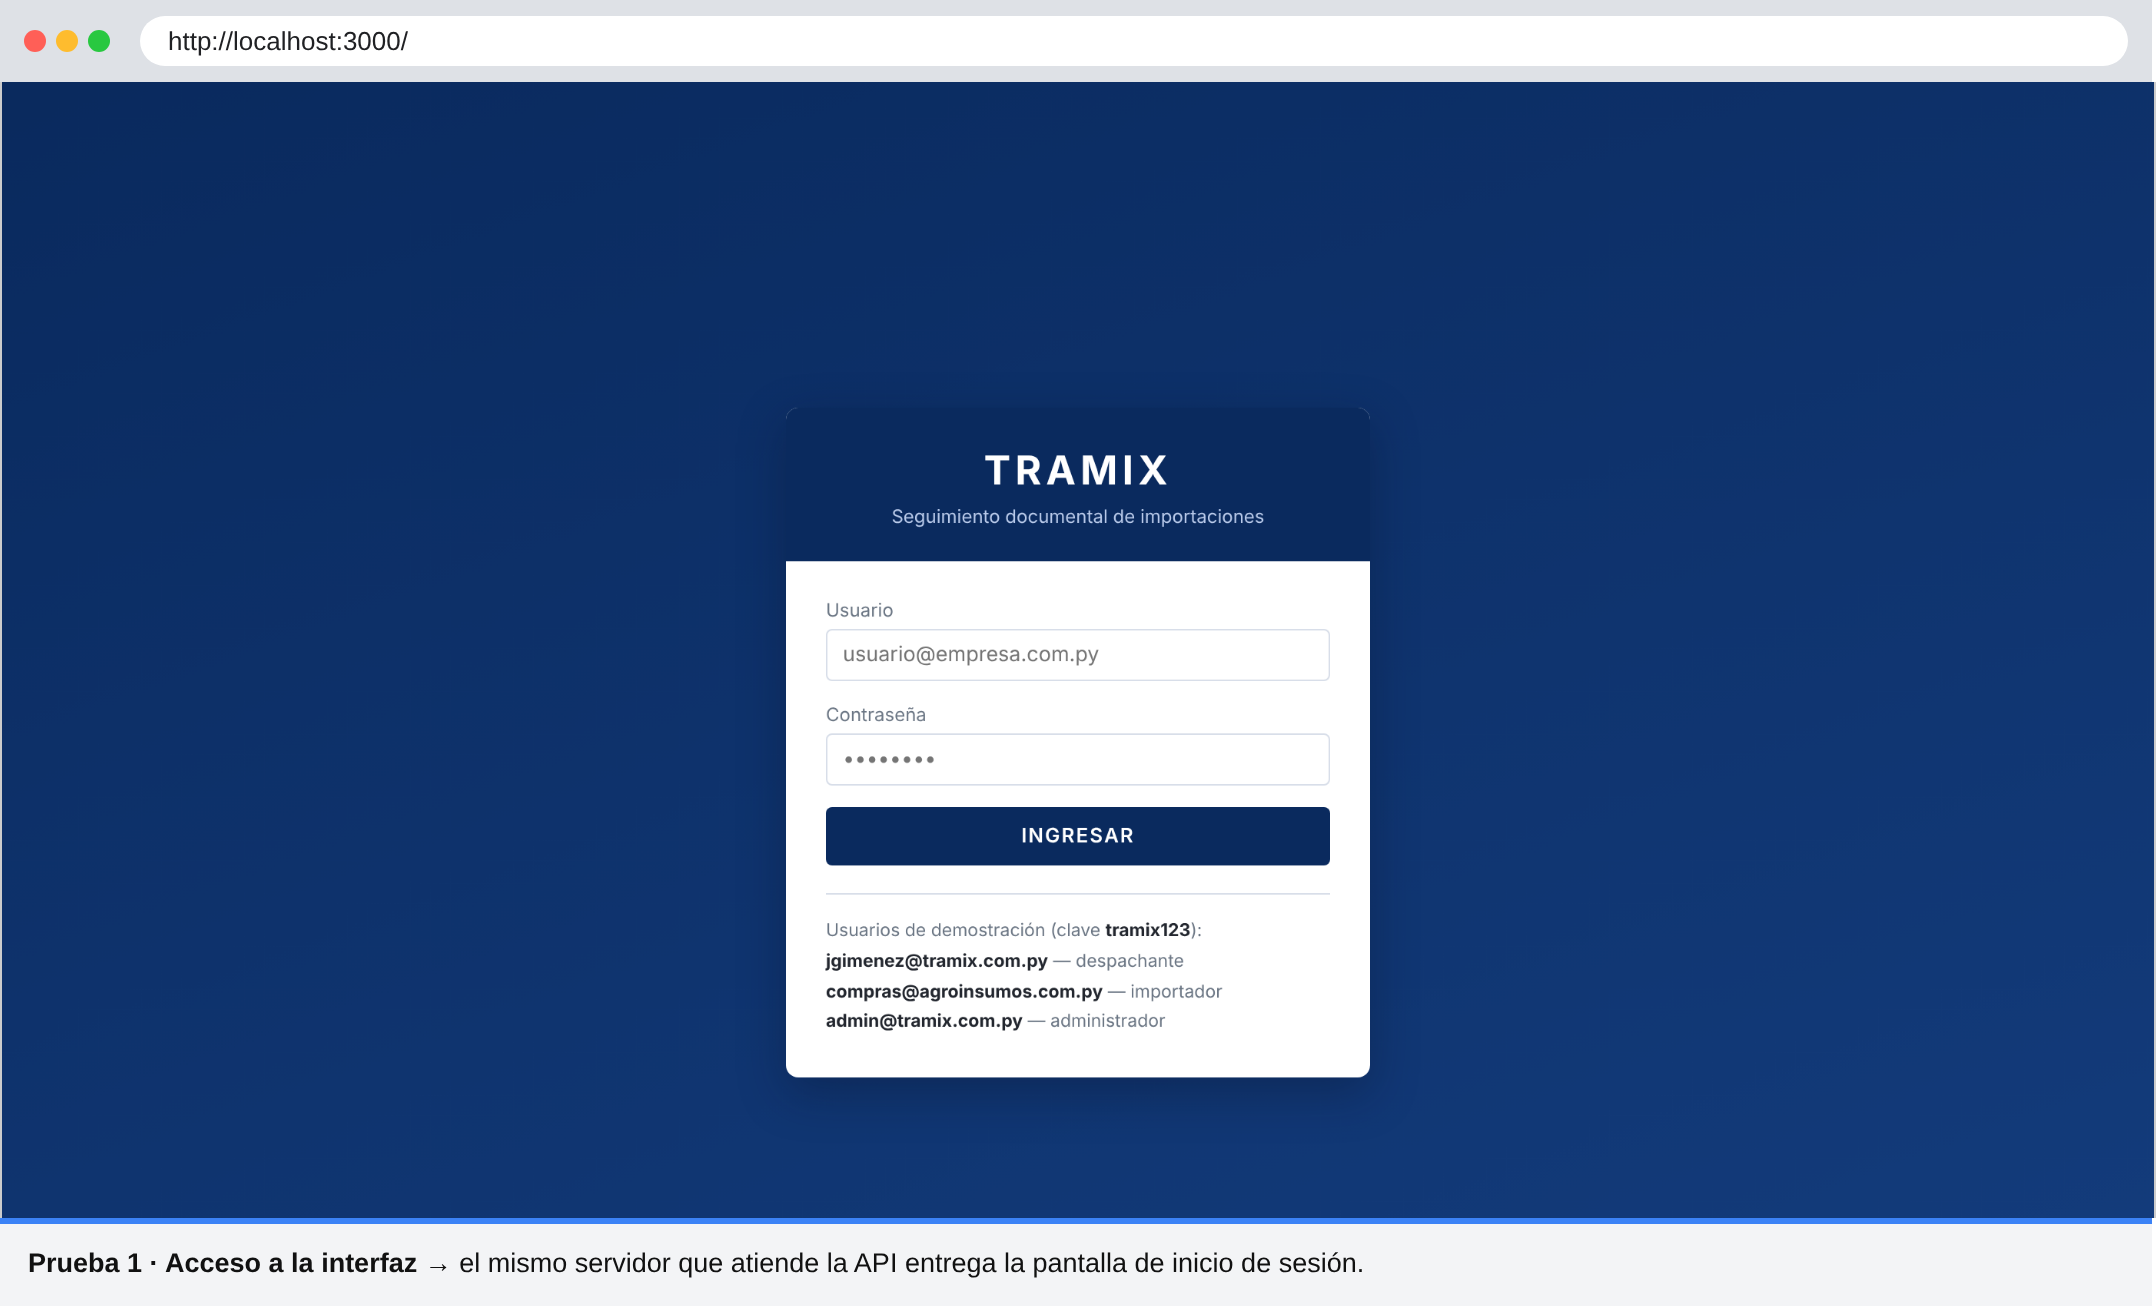 http://localhost:3000/
TRAMIX
Seguimiento documental de importaciones
Usuario
usuario@empresa.com.py
Contraseña
••••••••
INGRESAR
Usuarios de demostración (clave tramix123):
jgimenez@tramix.com.py — despachante
compras@agroinsumos.com.py — importador
admin@tramix.com.py — administrador
Prueba 1 · Acceso a la interfaz → el mismo servidor que atiende la API entrega la pantalla de inicio de sesión.